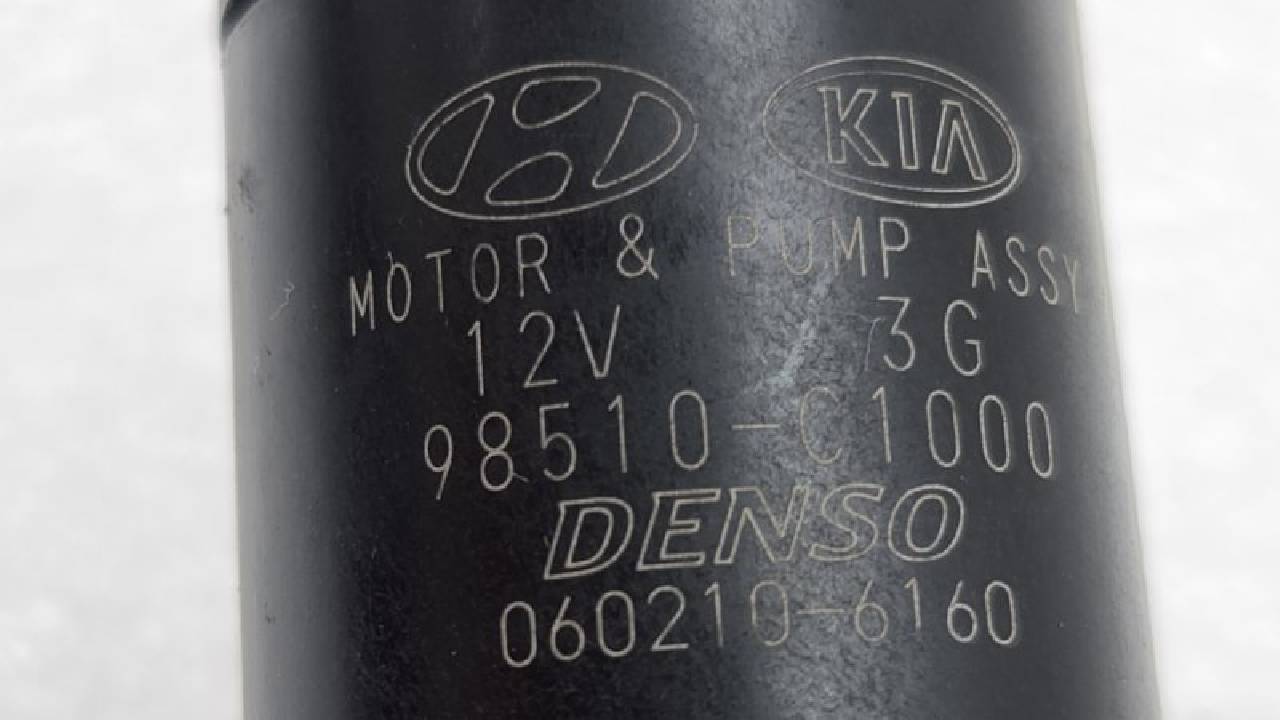 KIA
MOTOR & PUMP ASSY
12V 3G
98510-C1000
DENSO
060210-6160